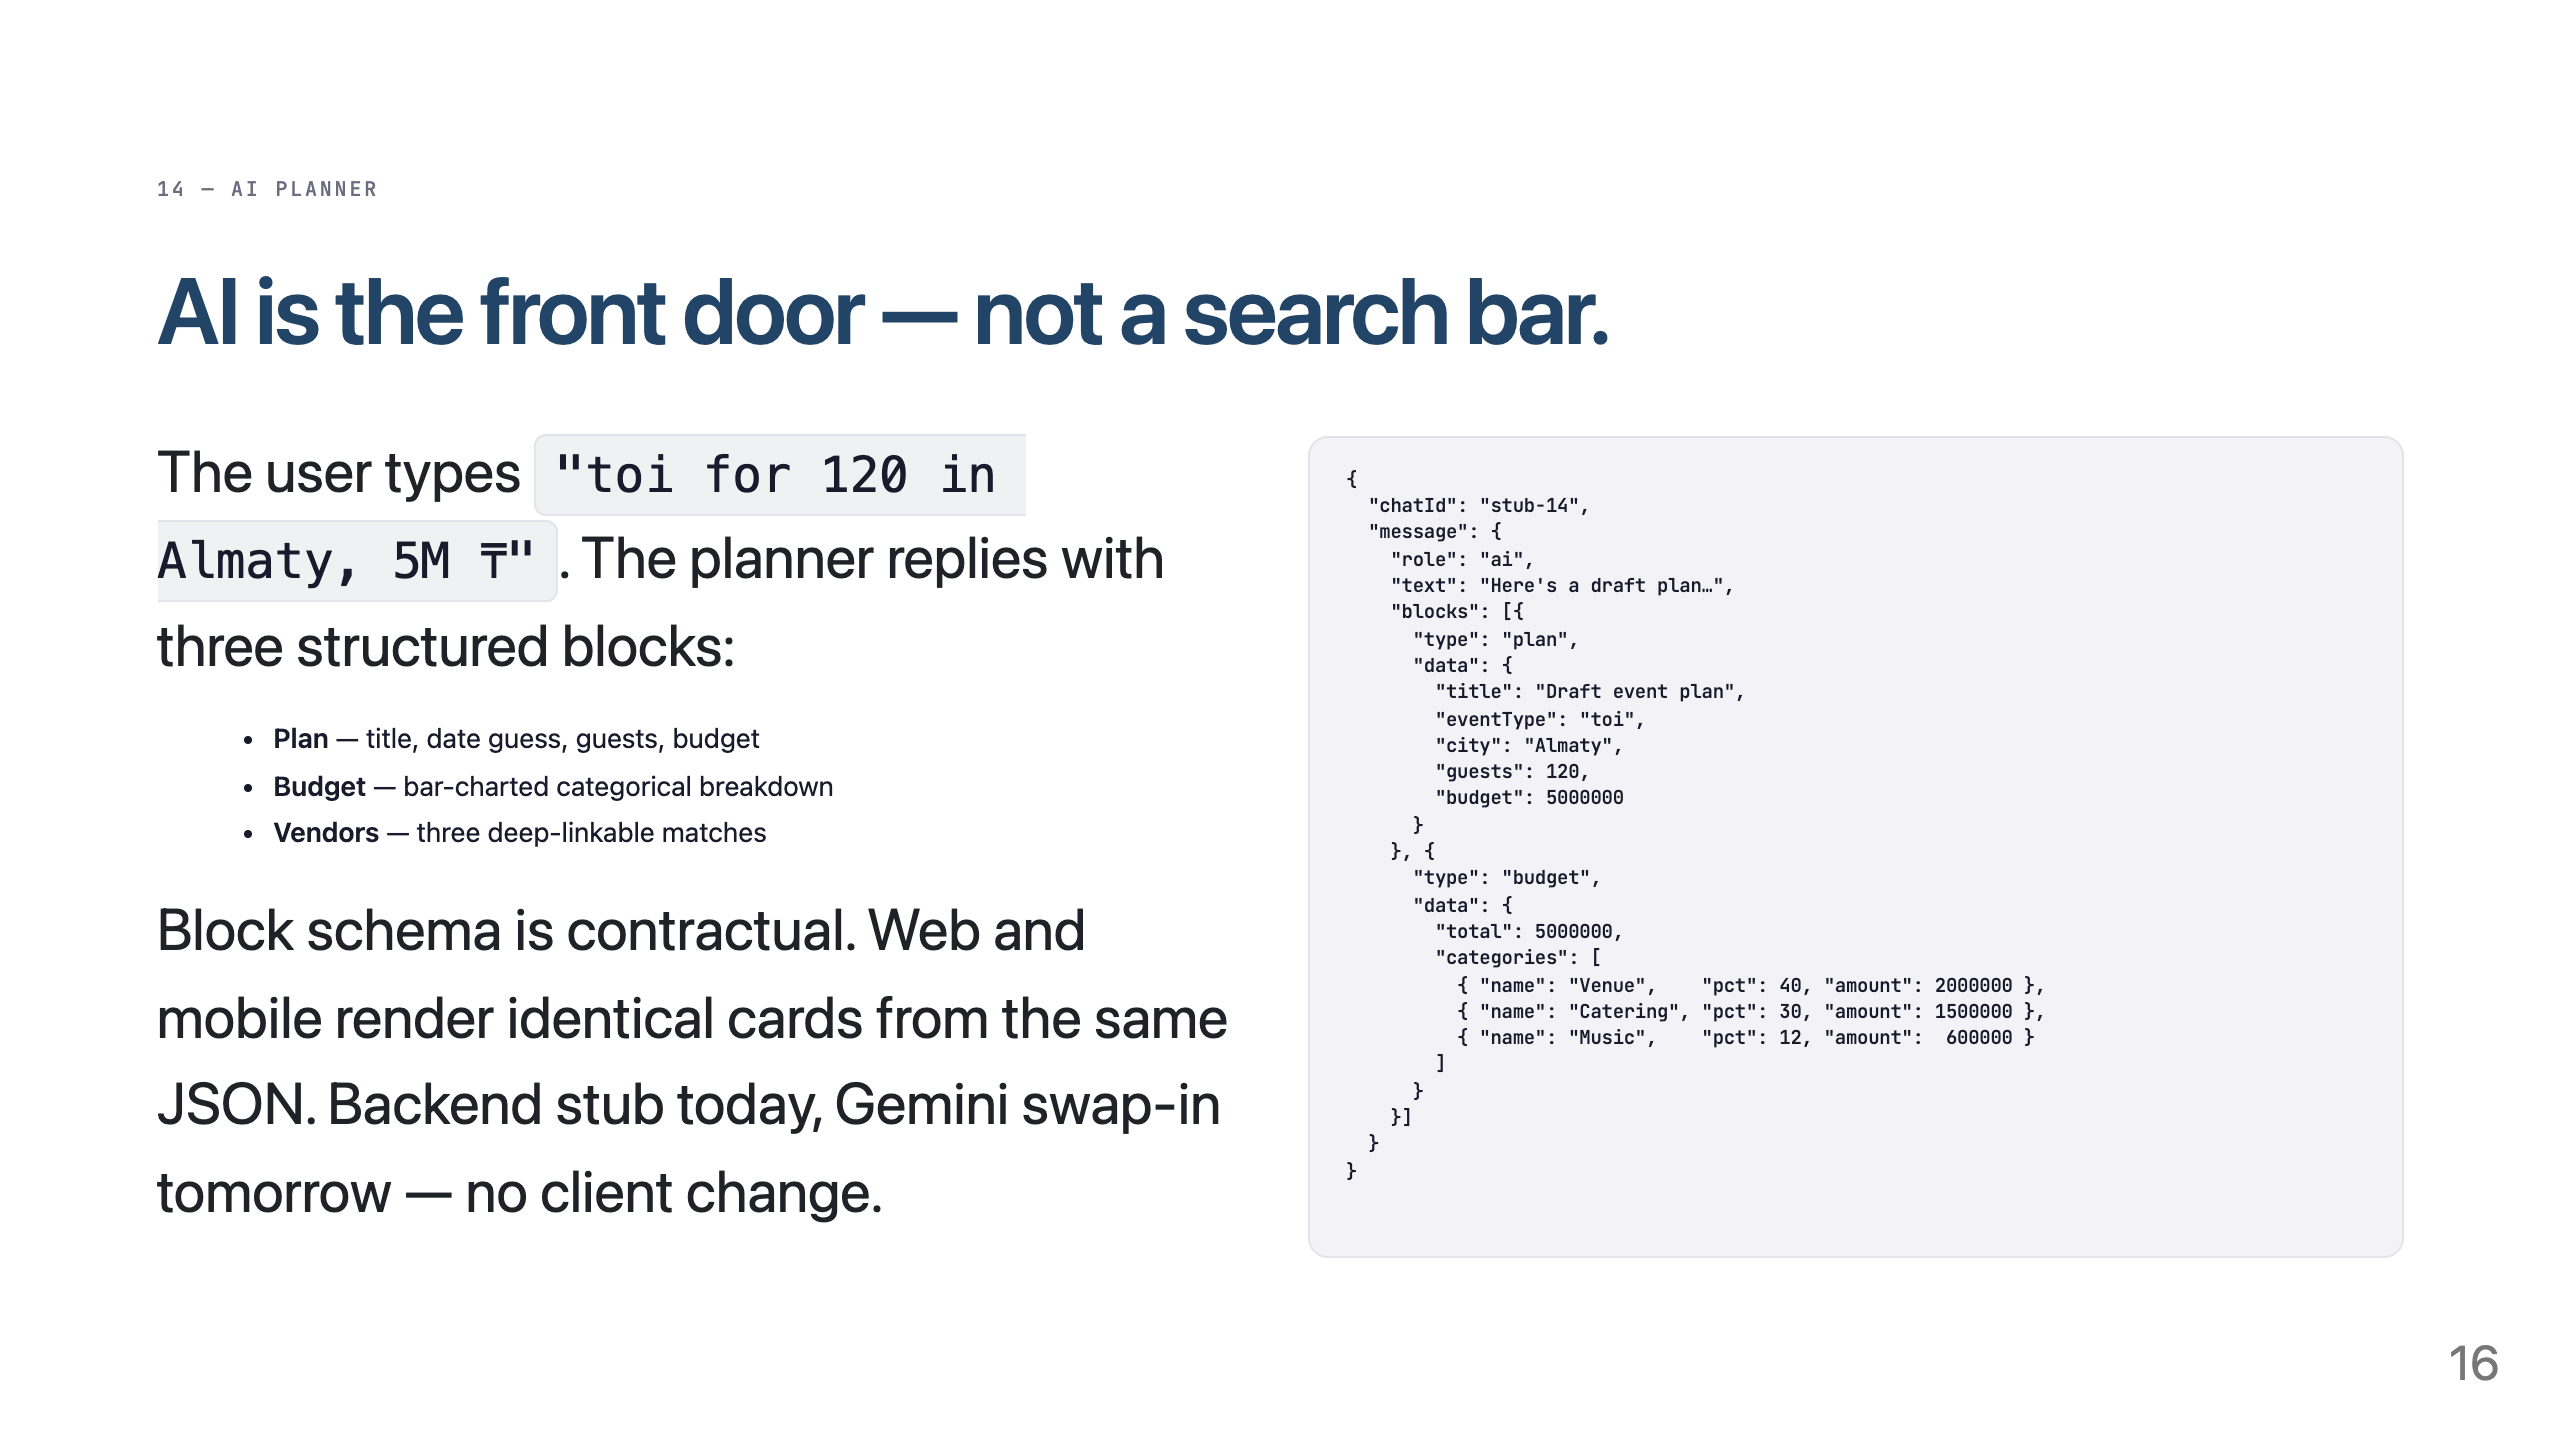 14 — AI PLANNER
AI is the front door — not a search bar.
The user types "toi for 120 in
Almaty, 5M ₸". The planner replies with
three structured blocks:
• Plan — title, date guess, guests, budget
• Budget — bar-charted categorical breakdown
• Vendors — three deep-linkable matches
Block schema is contractual. Web and
mobile render identical cards from the same
JSON. Backend stub today, Gemini swap-in
tomorrow — no client change.
{
  "chatId": "stub-14",
  "message": {
    "role": "ai",
    "text": "Here's a draft plan…",
    "blocks": [{
      "type": "plan",
      "data": {
        "title": "Draft event plan",
        "eventType": "toi",
        "city": "Almaty",
        "guests": 120,
        "budget": 5000000
      }
    }, {
      "type": "budget",
      "data": {
        "total": 5000000,
        "categories": [
          { "name": "Venue",    "pct": 40, "amount": 2000000 },
          { "name": "Catering", "pct": 30, "amount": 1500000 },
          { "name": "Music",    "pct": 12, "amount":  600000 }
        ]
      }
    }]
  }
}
16